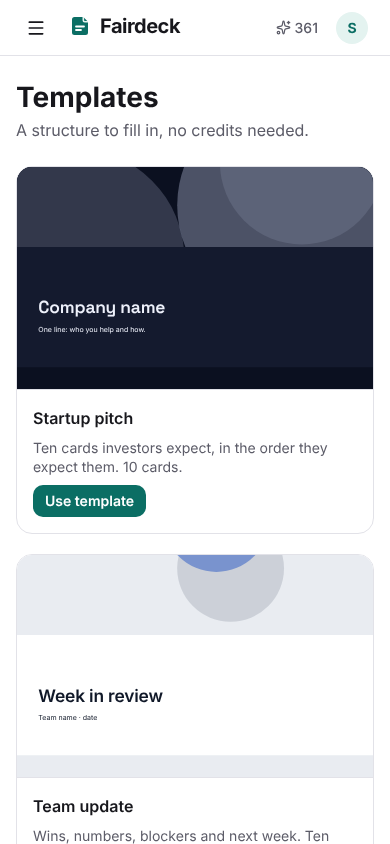 Fairdeck
361
S
Templates
A structure to fill in, no credits needed.
Company name
One line: who you help and how.
Startup pitch
Ten cards investors expect, in the order they
expect them. 10 cards.
Use template
Week in review
Team name · date
Team update
Wins, numbers, blockers and next week. Ten